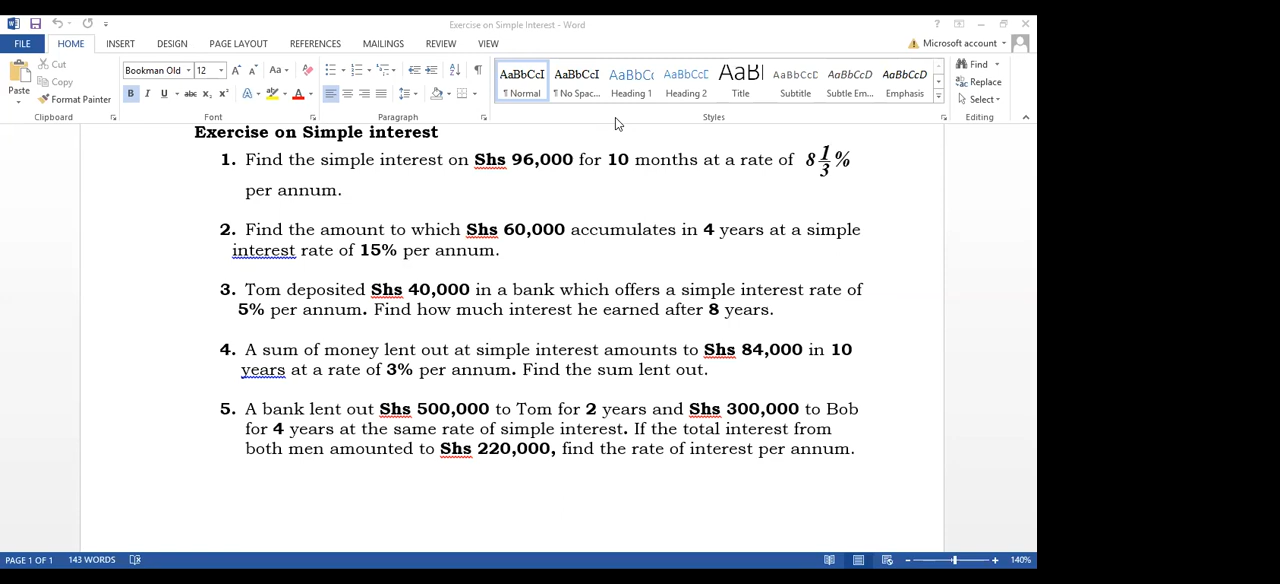 Exercise on Simple Interest - Word
?
FILE HOME INSERT DESIGN PAGE LAYOUT REFERENCES MAILINGS REVIEW VIEW Microsoft account
Cut
Copy
Format Painter
Paste
Clipboard
Bookman Old 12 A A Aa
B I U abc X₂ X² A A
Font
Paragraph
AaBbCcI AaBbCcI AaBbCc AaBbCcD AaBl AaBbCcD AaBbCcD AaBbCcD
¶ Normal ¶ No Spac... Heading 1 Heading 2 Title Subtitle Subtle Em... Emphasis
Styles
Find
Replace
Select
Editing
Exercise on Simple interest
1. Find the simple interest on Shs 96,000 for 10 months at a rate of 8 1/3 %
per annum.
2. Find the amount to which Shs 60,000 accumulates in 4 years at a simple
interest rate of 15% per annum.
3. Tom deposited Shs 40,000 in a bank which offers a simple interest rate of
5% per annum. Find how much interest he earned after 8 years.
4. A sum of money lent out at simple interest amounts to Shs 84,000 in 10
years at a rate of 3% per annum. Find the sum lent out.
5. A bank lent out Shs 500,000 to Tom for 2 years and Shs 300,000 to Bob
for 4 years at the same rate of simple interest. If the total interest from
both men amounted to Shs 220,000, find the rate of interest per annum.
PAGE 1 OF 1 143 WORDS 140%